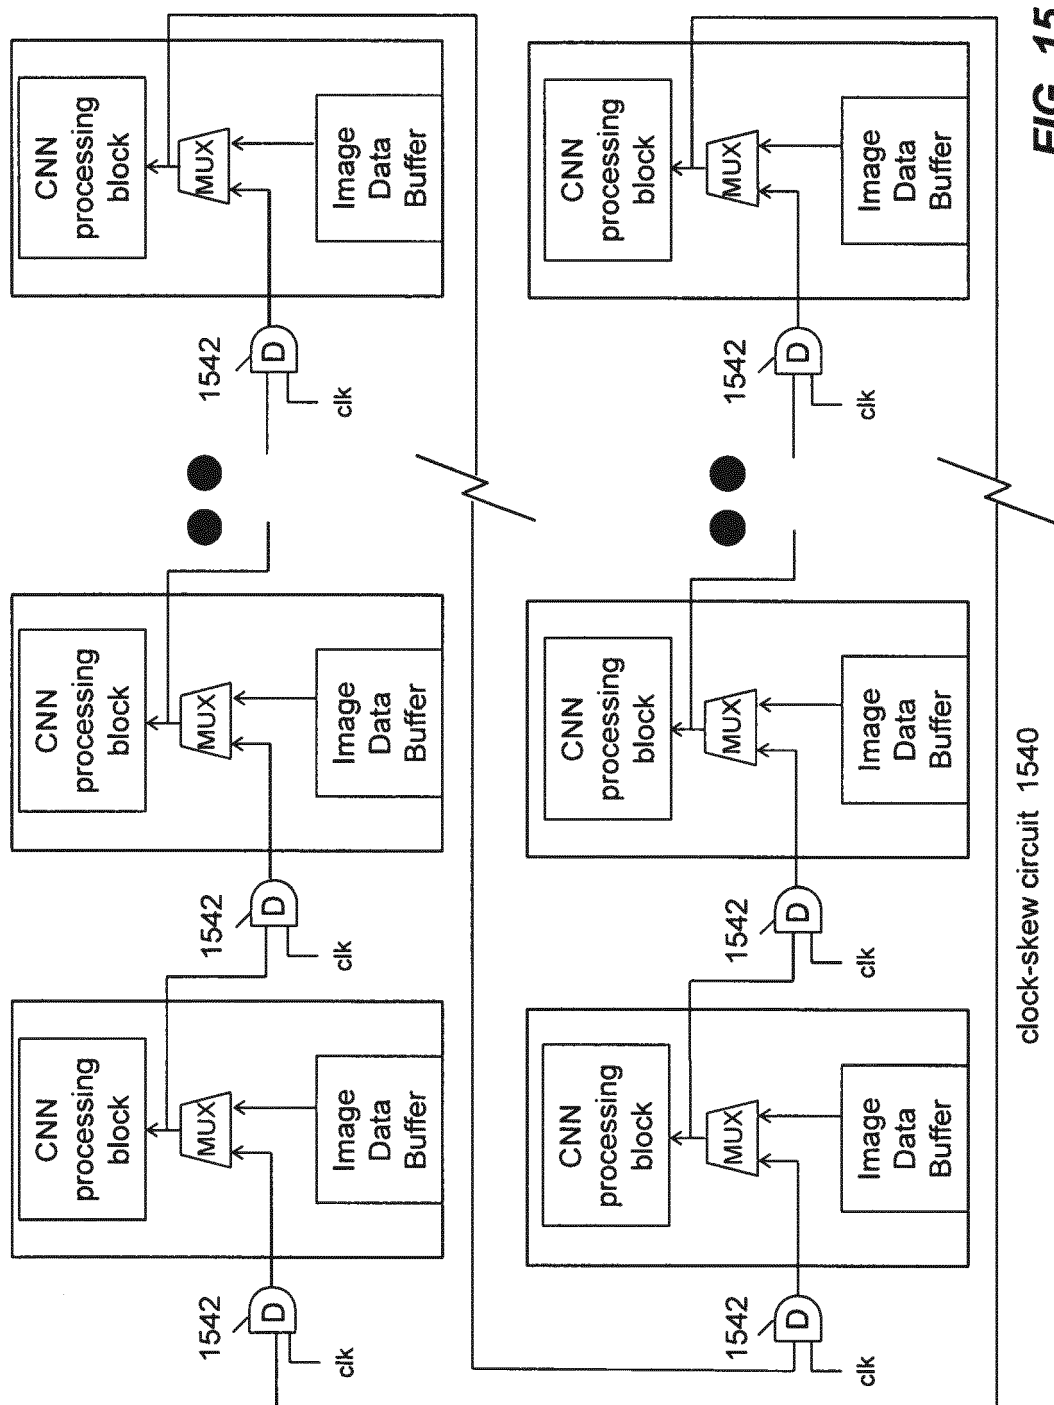 1542
D
clk
CNN
processing
block
MUX
Image
Data
Buffer
1542
D
clk
CNN
processing
block
MUX
Image
Data
Buffer
1542
D
clk
CNN
processing
block
MUX
Image
Data
Buffer
1542
D
clk
CNN
processing
block
MUX
Image
Data
Buffer
1542
D
clk
CNN
processing
block
MUX
Image
Data
Buffer
1542
D
clk
CNN
processing
block
MUX
Image
Data
Buffer
clock-skew circuit 1540
FIG. 15